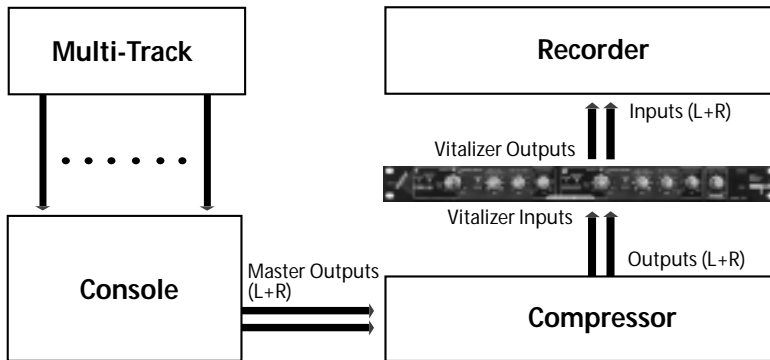 Multi-Track
Recorder
Inputs (L+R)
Vitalizer Outputs
Vitalizer Inputs
Outputs (L+R)
Master Outputs
(L+R)
Console
Compressor